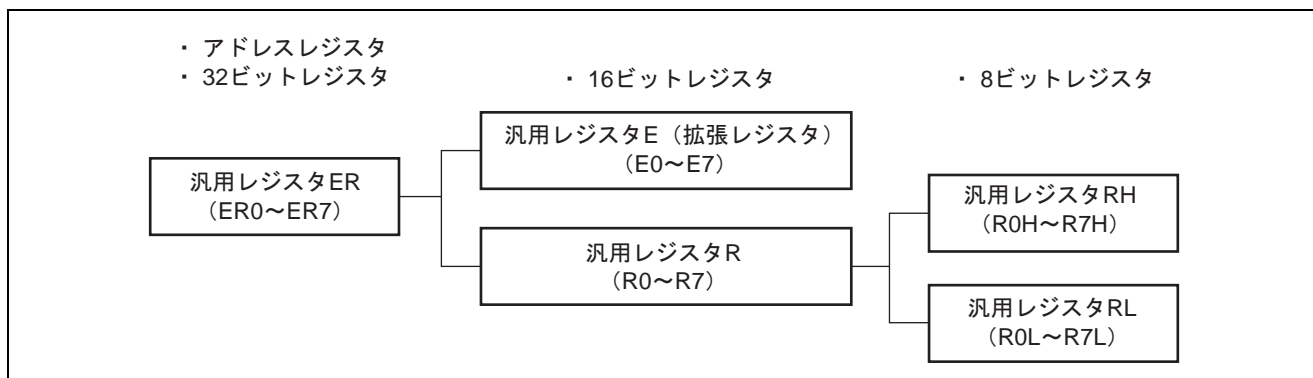 ・ アドレスレジスタ
・ 32ビットレジスタ
・ 16ビットレジスタ
・ 8ビットレジスタ
汎用レジスタER
(ER0～ER7)
汎用レジスタE（拡張レジスタ）
(E0～E7)
汎用レジスタR
(R0～R7)
汎用レジスタRH
(R0H～R7H)
汎用レジスタRL
(R0L～R7L)